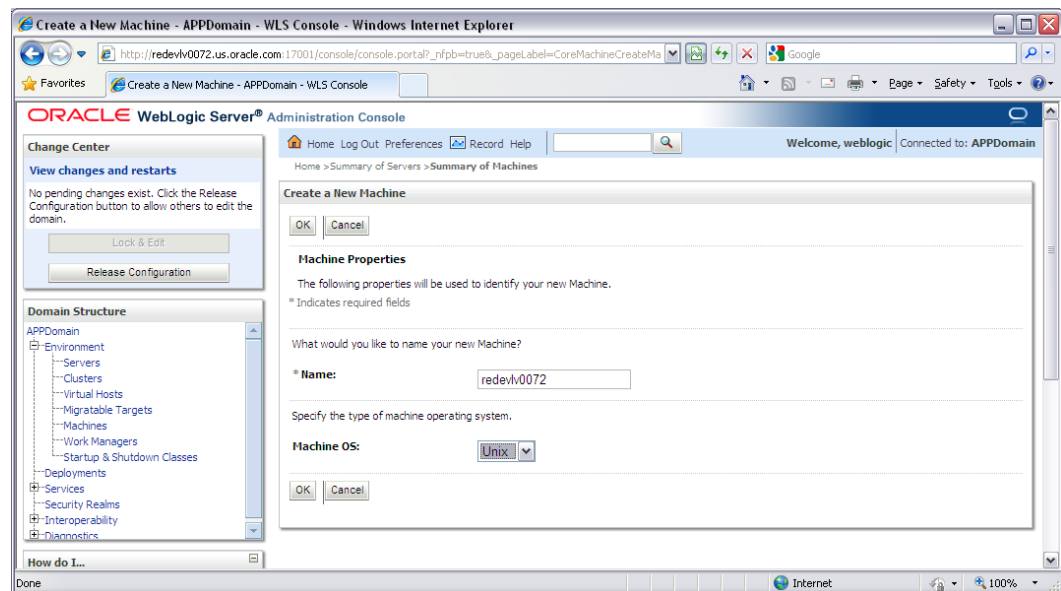 Create a New Machine - APPDomain - WLS Console - Windows Internet Explorer
http://redevlv0072.us.oracle.com:17001/console/console.portal?_nfpb=true&_pageLabel=CoreMachineCreateMa
Google
Favorites
Create a New Machine - APPDomain - WLS Console
Page
Safety
Tools
ORACLE WebLogic Server® Administration Console
Change Center
View changes and restarts
No pending changes exist. Click the Release
Configuration button to allow others to edit the
domain.
Lock & Edit
Release Configuration
Domain Structure
APPDomain
Environment
Servers
Clusters
Virtual Hosts
Migratable Targets
Machines
Work Managers
Startup & Shutdown Classes
Deployments
Services
Security Realms
Interoperability
Diagnostics
How do I...
Home Log Out Preferences Record Help
Welcome, weblogic Connected to: APPDomain
Home >Summary of Servers >Summary of Machines
Create a New Machine
OK Cancel
Machine Properties
The following properties will be used to identify your new Machine.
* Indicates required fields
What would you like to name your new Machine?
* Name: redevlv0072
Specify the type of machine operating system.
Machine OS: Unix
OK Cancel
Done
Internet
100%